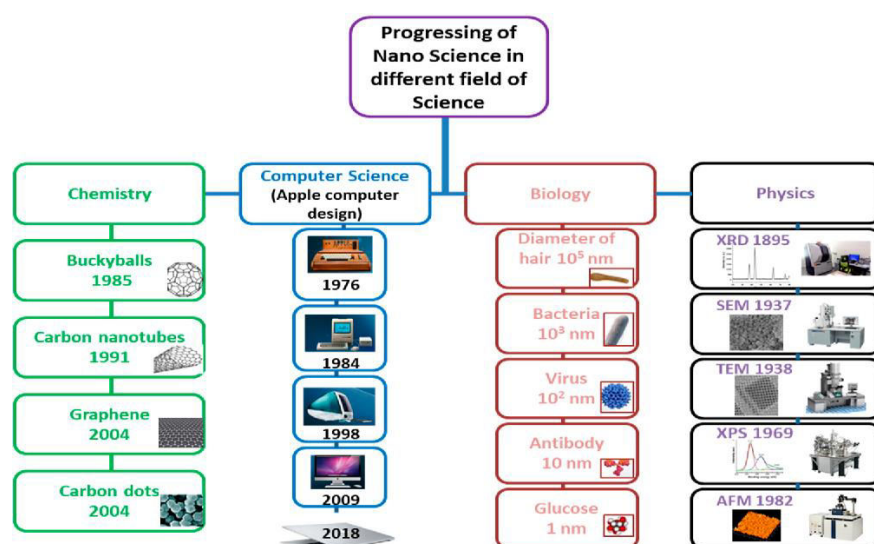 Progressing of
Nano Science in
different field of
Science
Chemistry
Buckyballs
1985
Carbon nanotubes
1991
Graphene
2004
Carbon dots
2004
Computer Science
(Apple computer
design)
1976
1984
1998
2009
2018
Biology
Diameter of
hair 10⁵ nm
Bacteria
10³ nm
Virus
10² nm
Antibody
10 nm
Glucose
1 nm
Physics
XRD 1895
SEM 1937
TEM 1938
XPS 1969
AFM 1982